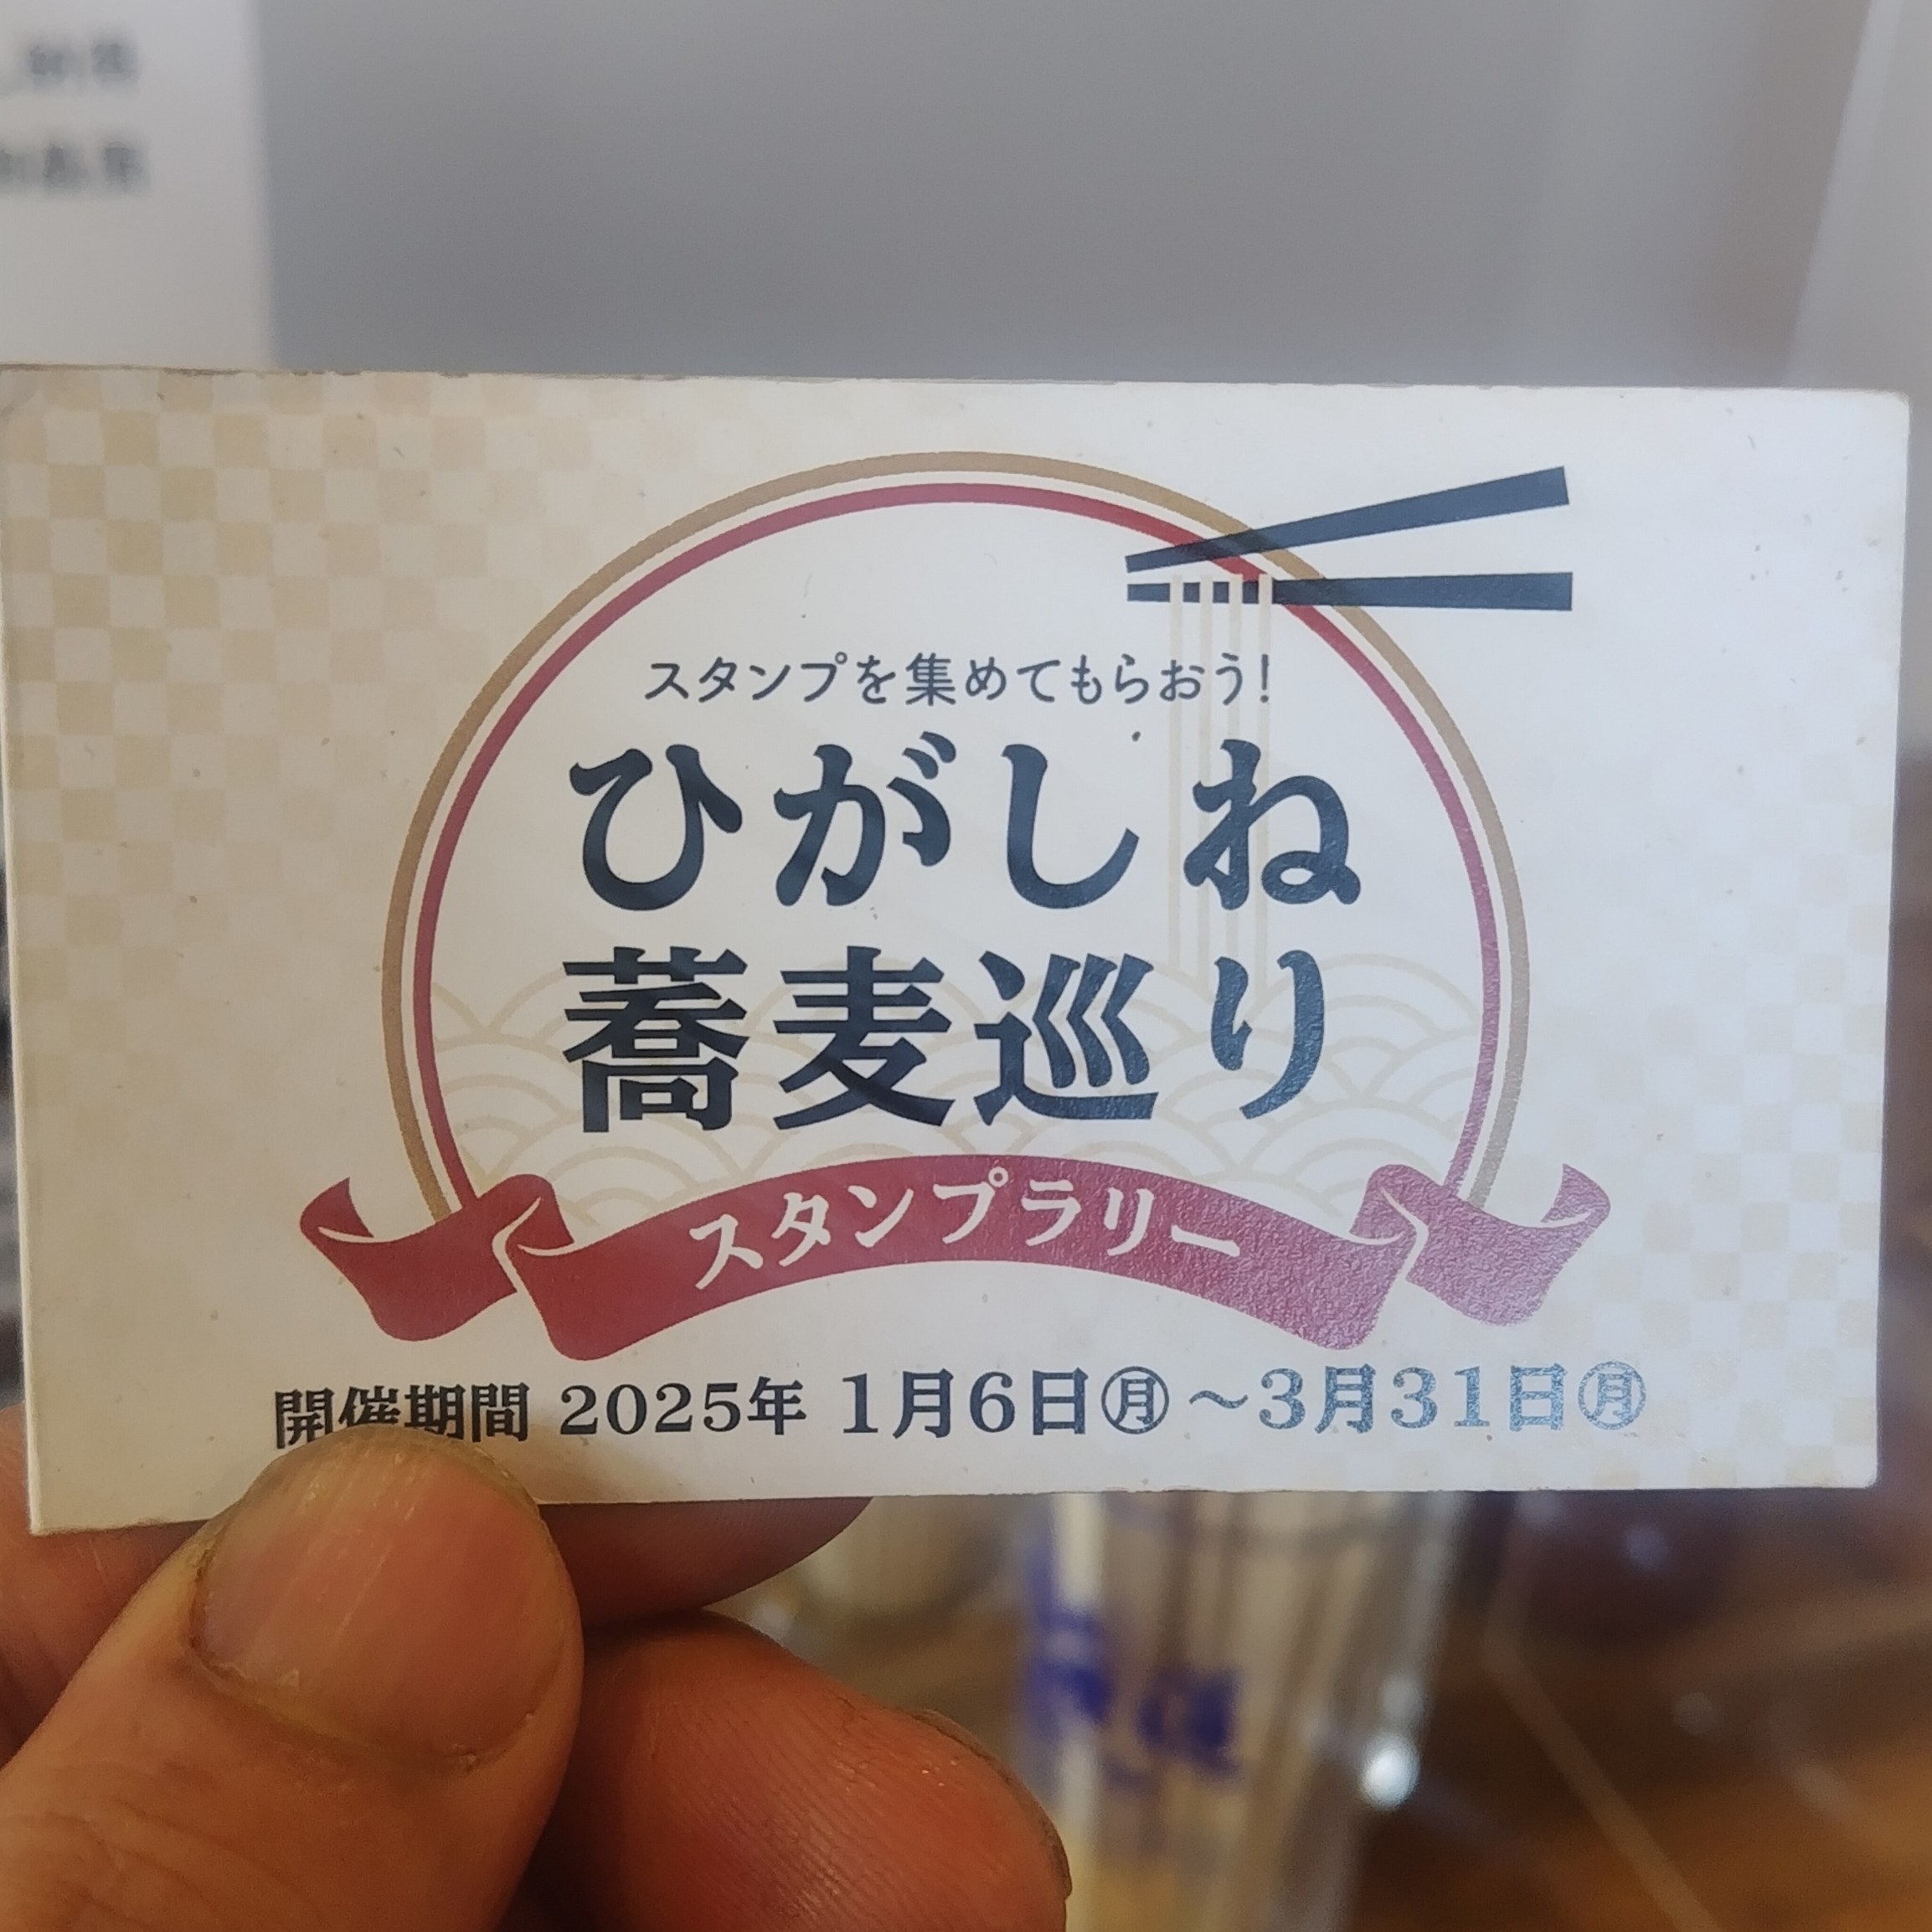 スタンプを集めてもらおう!
ひがしね
蕎麦巡り
スタンプラリー
開催期間 2025年 1月6日㊊～3月31日㊊